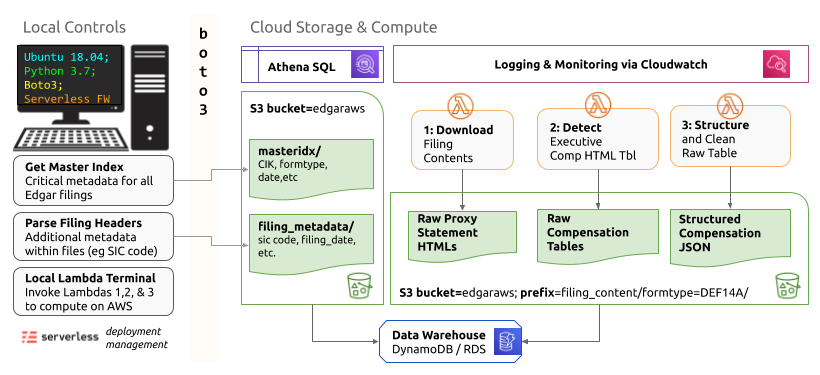 Local Controls
Cloud Storage & Compute
Ubuntu 18.04;
Python 3.7;
Boto3;
Serverless FW
b
o
t
o
3
Athena SQL
Logging & Monitoring via Cloudwatch
S3 bucket=edgaraws
masteridx/
CIK, formtype,
date,etc
filing_metadata/
sic code, filing_date,
etc.
1: Download
Filing
Contents
2: Detect
Executive
Comp HTML Tbl
3: Structure
and Clean
Raw Table
Get Master Index
Critical metadata for all
Edgar filings
Parse Filing Headers
Additional metadata
within files (eg SIC code)
Local Lambda Terminal
Invoke Lambdas 1,2, & 3
to compute on AWS
serverless
deployment
management
Raw Proxy
Statement
HTMLs
Raw
Compensation
Tables
Structured
Compensation
JSON
S3 bucket=edgaraws; prefix=filing_content/formtype=DEF14A/
Data Warehouse
DynamoDB / RDS